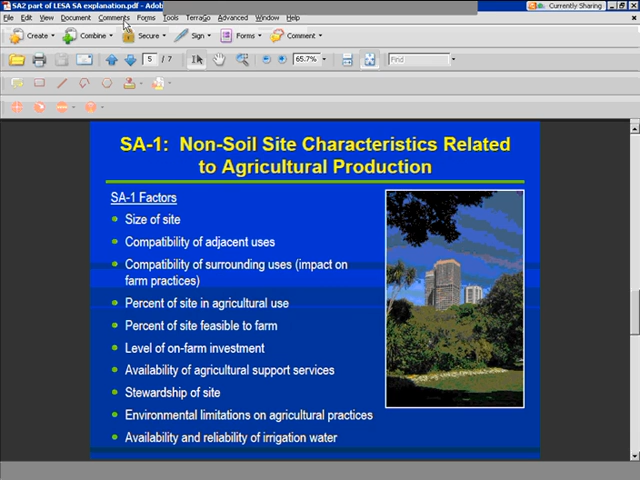 SA2 part of LESA SA explanation.pdf - Adob
Currently Sharing
File Edit View Document Comments Forms Tools TerraGo Advanced Window Help
Create Combine Secure Sign Forms Comment
5 / 7 65.7% Find
SA-1: Non-Soil Site Characteristics Related
to Agricultural Production
SA-1 Factors
Size of site
Compatibility of adjacent uses
Compatibility of surrounding uses (impact on
farm practices)
Percent of site in agricultural use
Percent of site feasible to farm
Level of on-farm investment
Availability of agricultural support services
Stewardship of site
Environmental limitations on agricultural practices
Availability and reliability of irrigation water